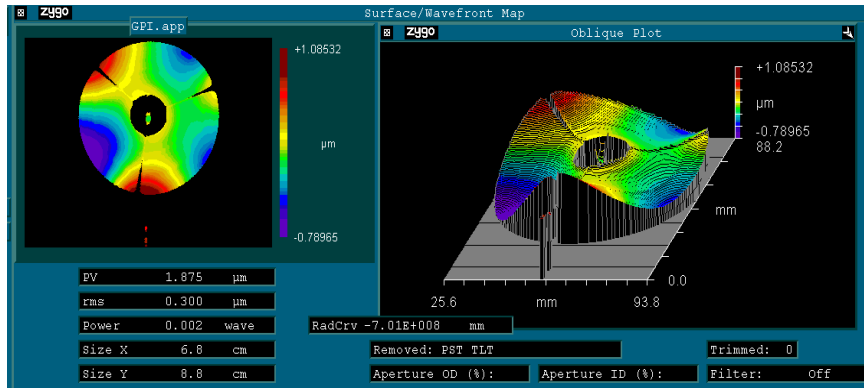 zygo Surface/Wavefront Map
GPI.app
+1.08532
µm
-0.78965
zygo Oblique Plot
+1.08532
µm
-0.78965
88.2
mm
0.0
25.6 mm 93.8
PV 1.875 µm
rms 0.300 µm
Power 0.002 wave
Size X 6.8 cm
Size Y 8.8 cm
RadCrv -7.01E+008 mm
Removed: PST TLT
Trimmed: 0
Aperture OD (%):
Aperture ID (%):
Filter: Off